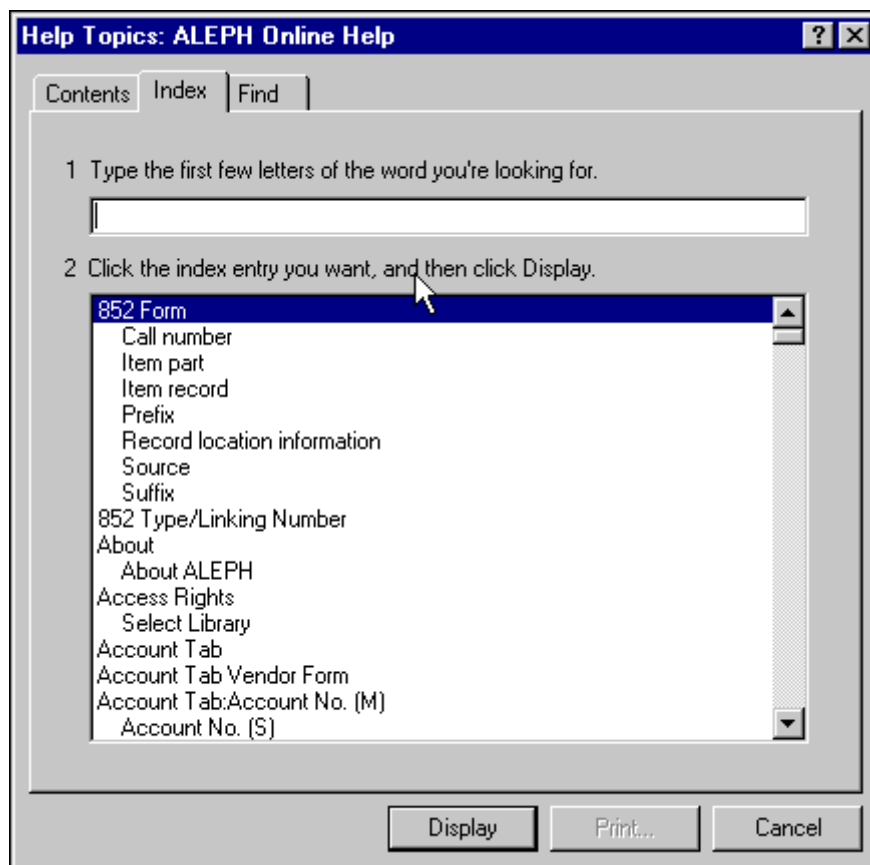 Help Topics: ALEPH Online Help
Contents Index Find
1 Type the first few letters of the word you're looking for.
2 Click the index entry you want, and then click Display.
852 Form
Call number
Item part
Item record
Prefix
Record location information
Source
Suffix
852 Type/Linking Number
About
About ALEPH
Access Rights
Select Library
Account Tab
Account Tab Vendor Form
Account Tab:Account No. (M)
Account No. (S)
Display Print... Cancel